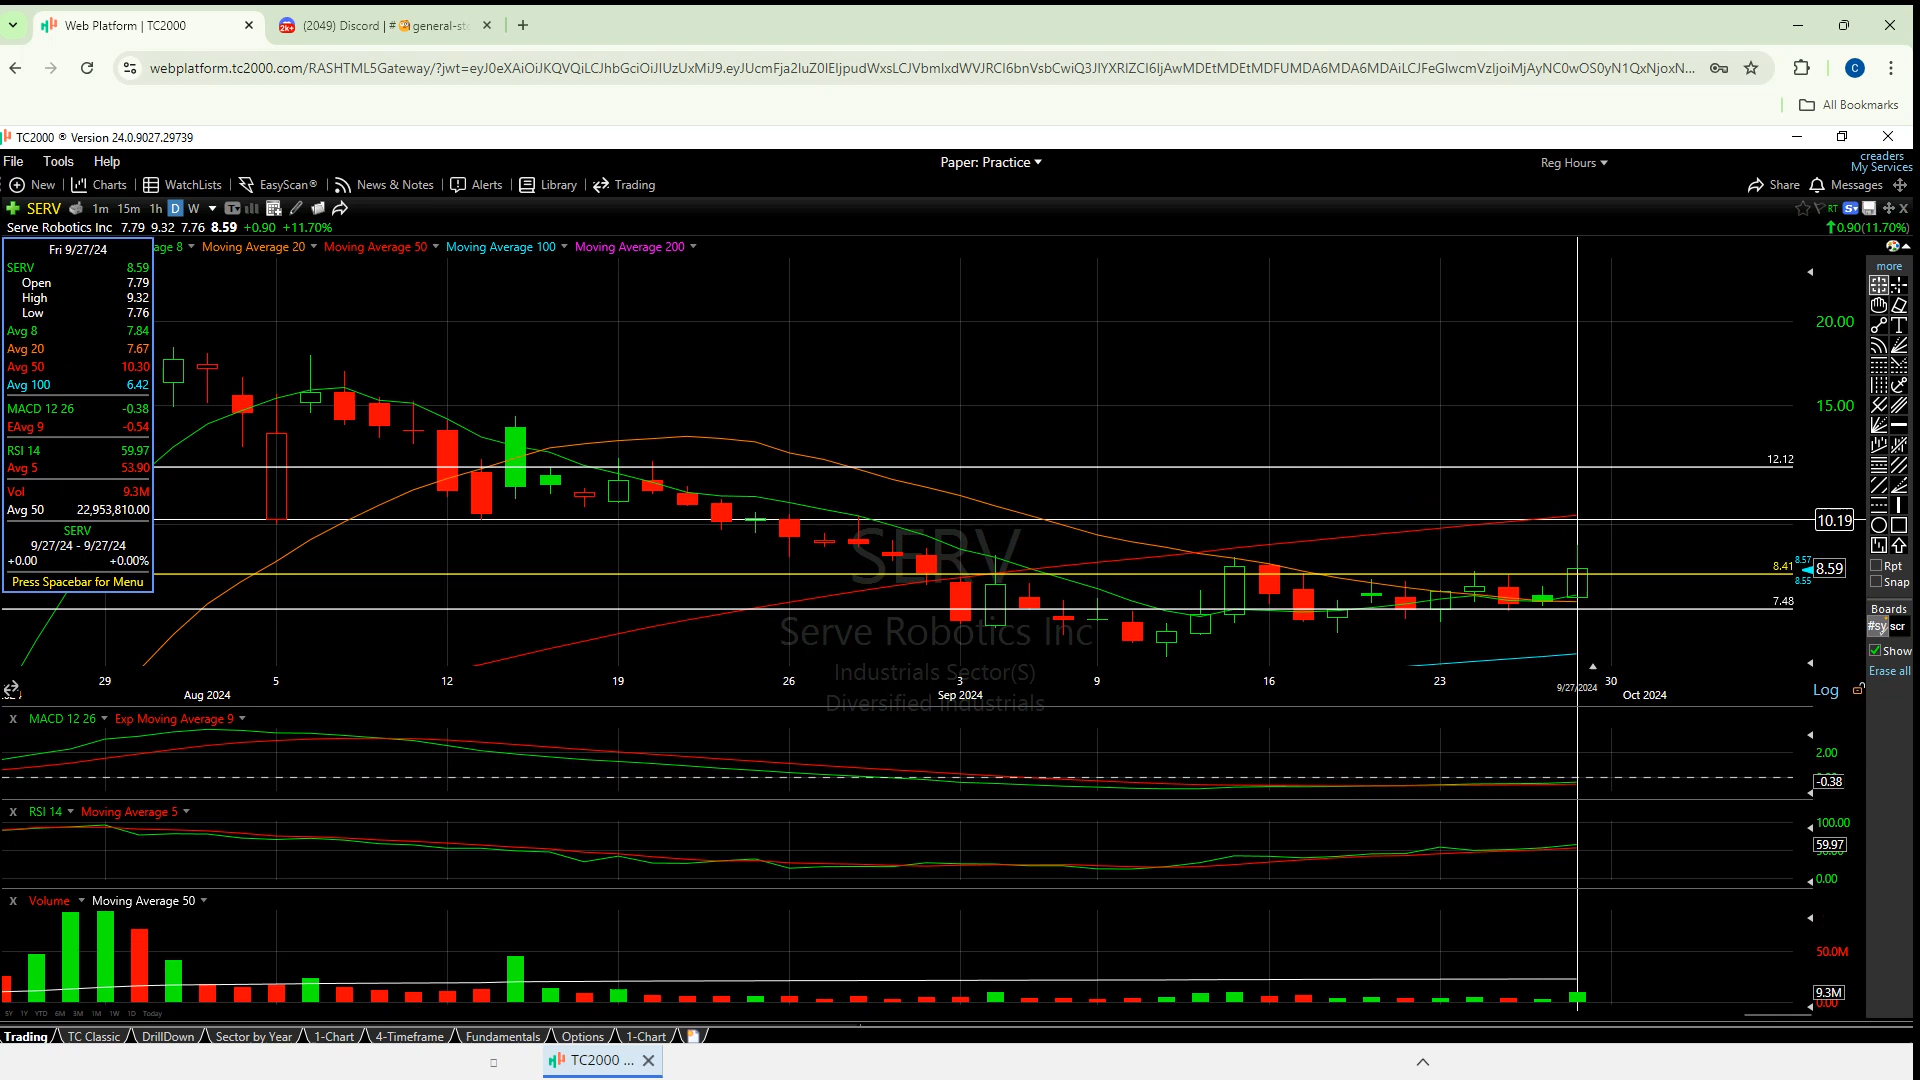 Web Platform | TC2000
(2049) Discord | # general-st
webplatform.tc2000.com/RASHTML5Gateway/?jwt=
All Bookmarks
TC2000 ® Version 24.0.9027.29739
File Tools Help
Paper: Practice
Reg Hours
creaders
My Services
New Charts WatchLists EasyScan® News & Notes Alerts Library Trading
Share Messages
SERV 1m 15m 1h D W
RT
Serve Robotics Inc 7.79 9.32 7.76 8.59 +0.90 +11.70%
0.90(11.70%)
age 8 Moving Average 20 Moving Average 50 Moving Average 100 Moving Average 200
Fri 9/27/24
SERV 8.59
Open 7.79
High 9.32
Low 7.76
Avg 8 7.84
Avg 20 7.67
Avg 50 10.30
Avg 100 6.42
MACD 12 26 -0.38
EAvg 9 -0.54
RSI 14 59.97
Avg 5 53.90
Vol 9.3M
Avg 50 22,953,810.00
SERV
9/27/24 - 9/27/24
+0.00 +0.00%
Press Spacebar for Menu
more
20.00
15.00
12.12
10.19
8.41
8.57
8.55
8.59
7.48
SERV
Serve Robotics Inc
Industrials Sector(S)
Diversified Industrials
Rpt
Snap
Boards
#sy scr
Show
Erase all
29 5 12 19 26 3 9 16 23 9/27/2024 30
Aug 2024 Sep 2024 Oct 2024
Log
X MACD 12 26 Exp Moving Average 9
2.00
-0.38
X RSI 14 Moving Average 5
100.00
59.97
0.00
X Volume Moving Average 50
50.0M
9.3M
5Y 1Y YTD 6M 3M 1M 1W 1D Today
Trading TC Classic DrillDown Sector by Year 1-Chart 4-Timeframe Fundamentals Options 1-Chart
TC2000 ...